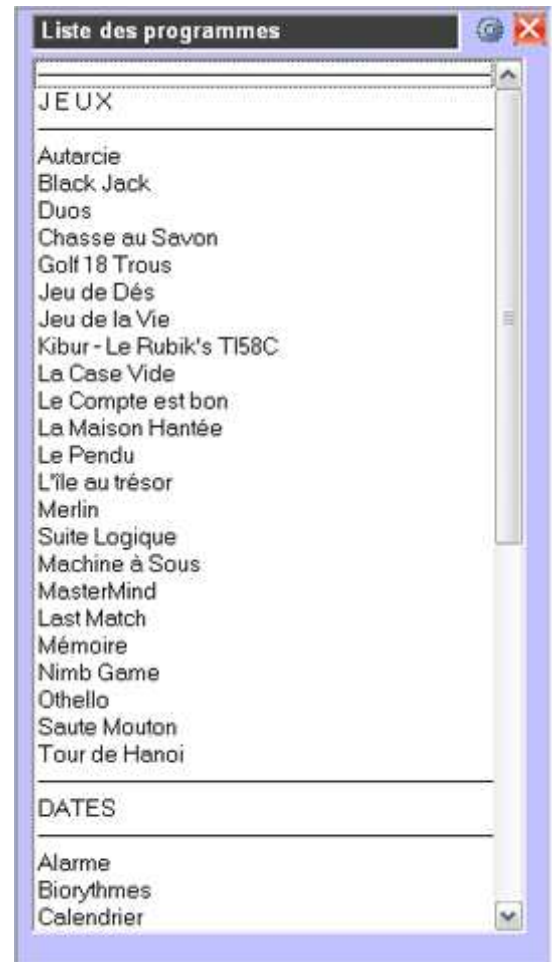 Liste des programmes
JEUX
Autarcie
Black Jack
Duos
Chasse au Savon
Golf 18 Trous
Jeu de Dés
Jeu de la Vie
Kibur - Le Rubik's TI58C
La Case Vide
Le Compte est bon
La Maison Hantée
Le Pendu
L'île au trésor
Merlin
Suite Logique
Machine à Sous
MasterMind
Last Match
Mémoire
Nimb Game
Othello
Saute Mouton
Tour de Hanoi
DATES
Alarme
Biorythmes
Calendrier